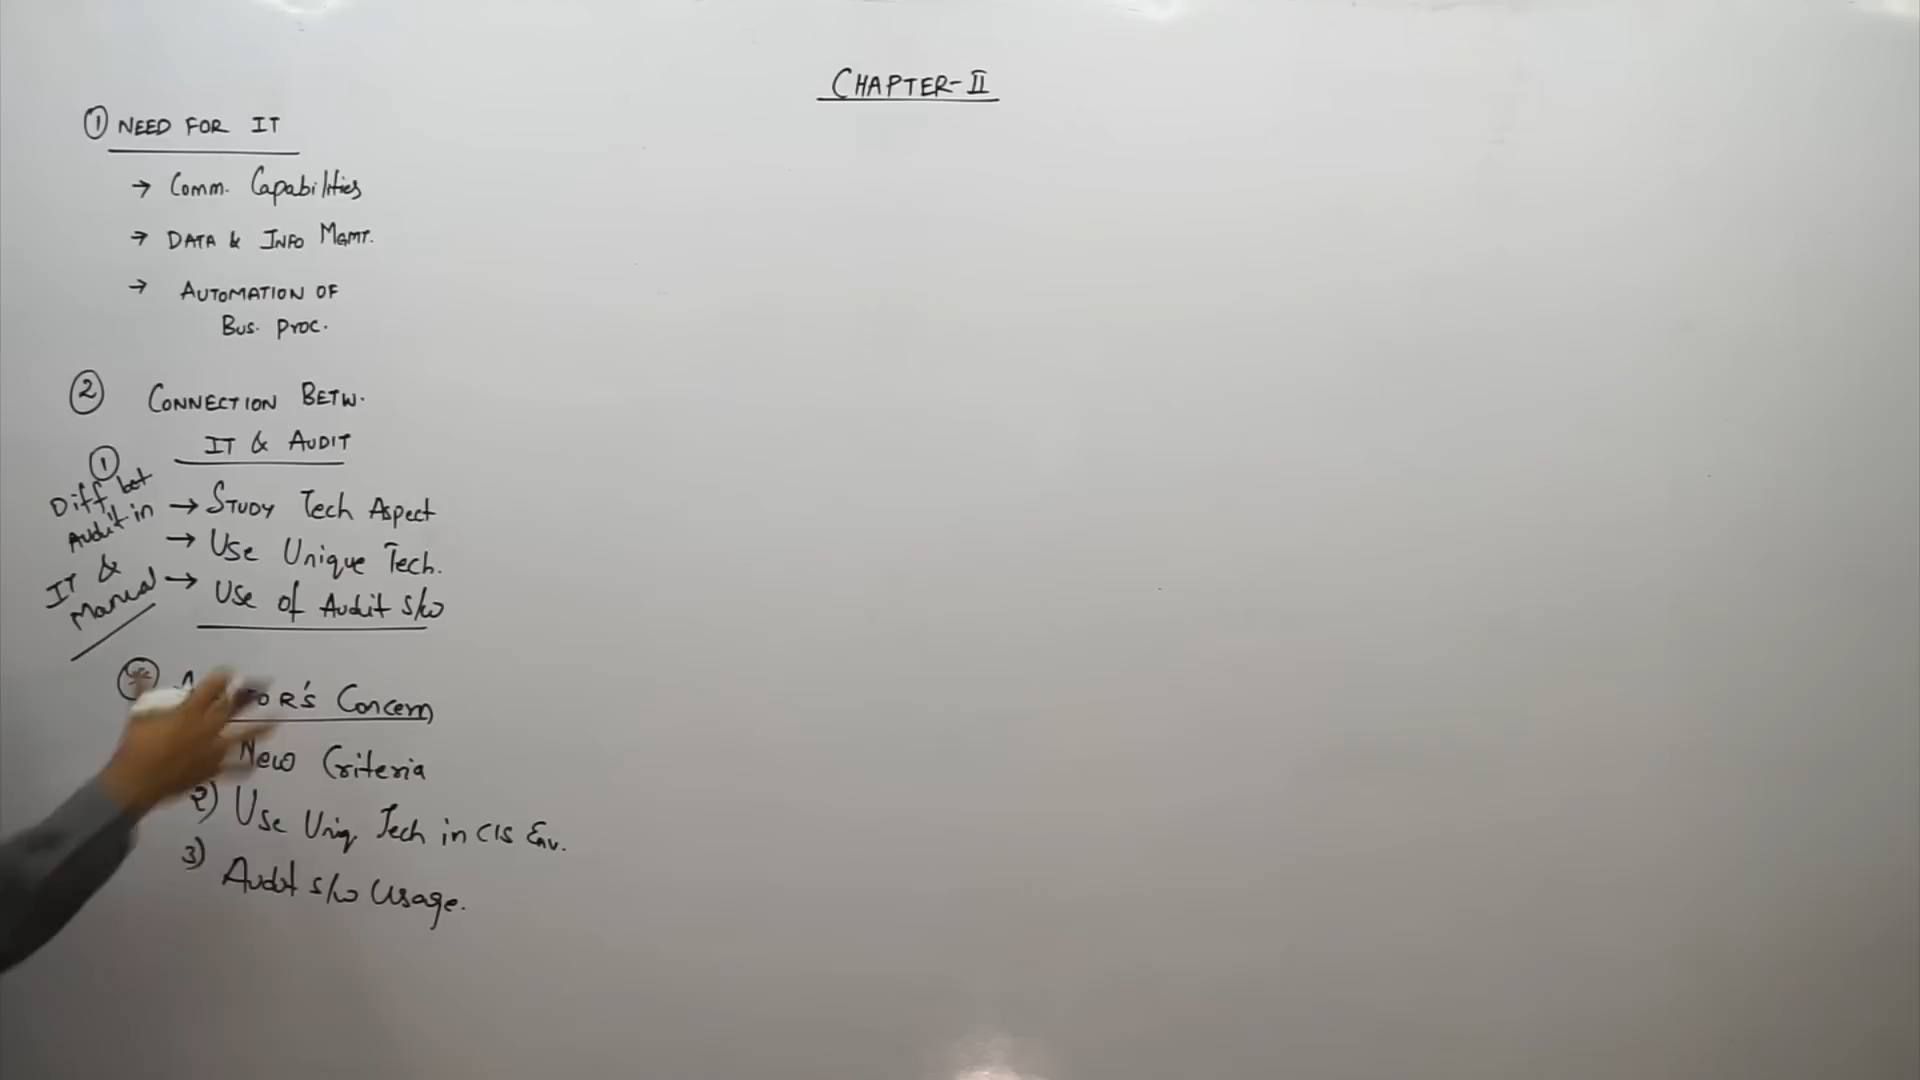 CHAPTER-II
① NEED FOR IT
→ Comm. Capabilities
→ DATA & INFO MGMT.
→ AUTOMATION OF
BUS. PROC.
② CONNECTION BETW.
IT & AUDIT
①
Diff. bet
Audit in
IT &
Manual
→ STUDY Tech Aspect
→ Use Unique Tech.
→ Use of Audit s/w
Concern
New Criteria
2) Use Uniq. Tech in CIS Env.
3) Audit s/w Usage.